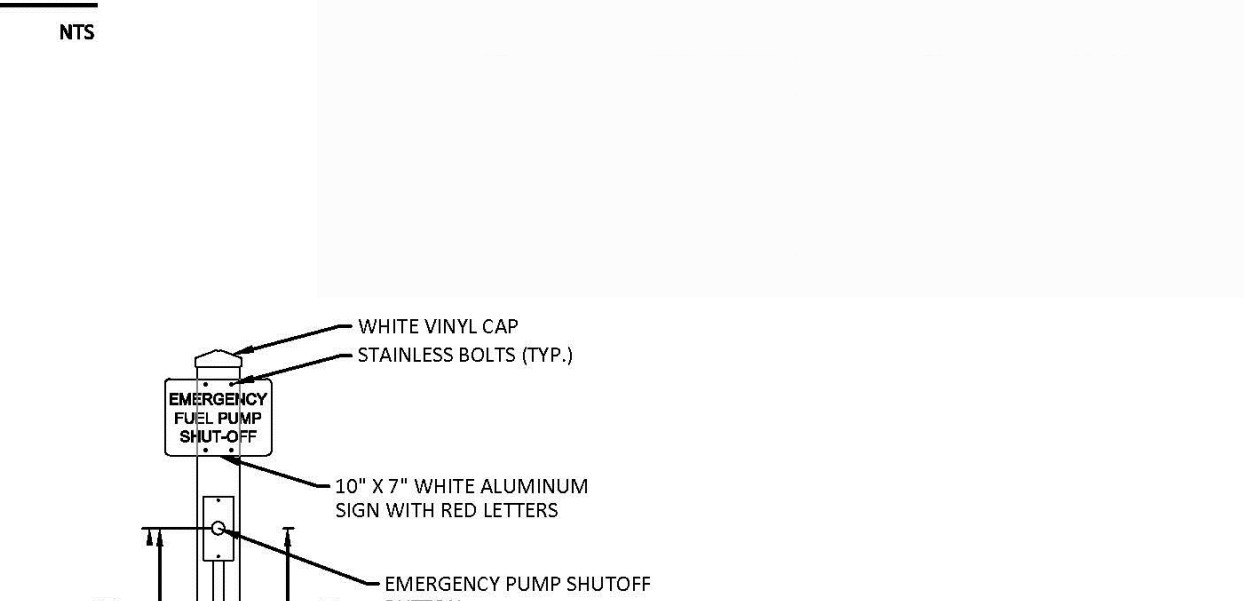 NTS
WHITE VINYL CAP
STAINLESS BOLTS (TYP.)
EMERGENCY
FUEL PUMP
SHUT-OFF
10" X 7" WHITE ALUMINUM
SIGN WITH RED LETTERS
EMERGENCY PUMP SHUTOFF